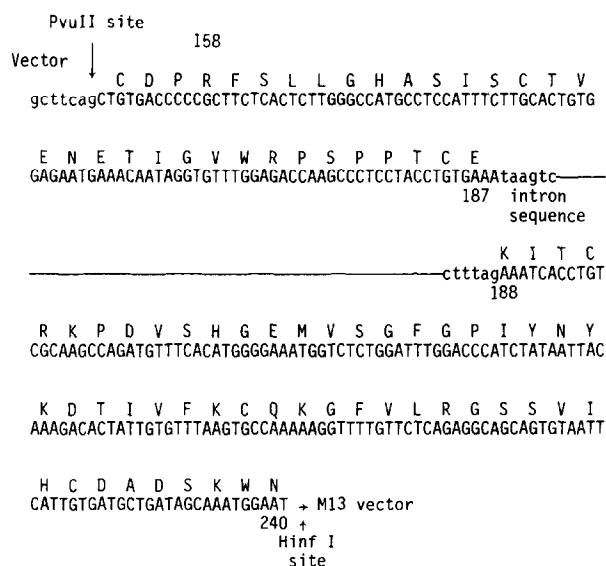 PvuII site
158
Vector
C D P R F S L L G H A S I S C T V
gcttcagCTGTGACCCCCGCTTCTCACTCTTGGGCCATGCCTCCATTTCTTGCACTGTG
E N E T I G V W R P S P P T C E
GAGAATGAAACAATAGGTGTTTGGAGACCAAGCCCTCCTACCTGTGAAAtaagtc
187 intron
sequence
K I T C
ctttagAAATCACCTGT
188
R K P D V S H G E M V S G F G P I Y N Y
CGCAAGCCAGATGTTTCACATGGGGAAATGGTCTCTGGATTTGGACCCATCTATAATTAC
K D T I V F K C Q K G F V L R G S S V I
AAAGACACTATTGTGTTTAAGTGCCAAAAAGGTTTTGTTCTCAGAGGCAGCAGTGTAATT
H C D A D S K W N
CATTGTGATGCTGATAGCAAATGGAAT → M13 vector
240 ↑
Hinf I
site